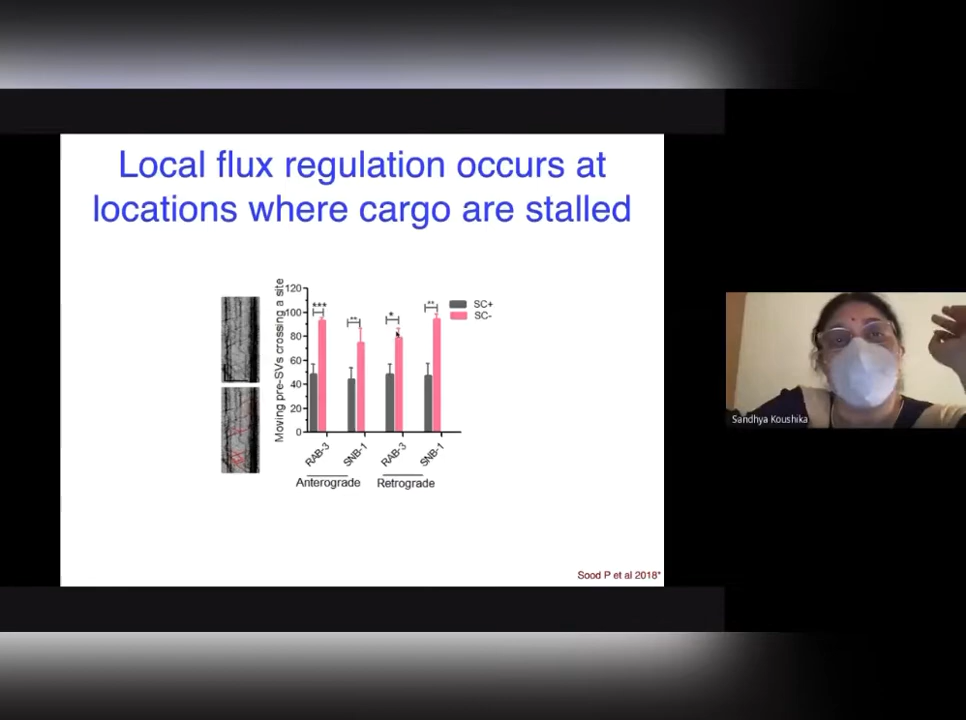 Local flux regulation occurs at
locations where cargo are stalled
Moving pre-SVs crossing a site
120
100
80
60
40
20
0
***
**
*
**
SC+
SC-
RAB-3
SNB-1
RAB-3
SNB-1
Anterograde
Retrograde
Sood P et al 2018*
Sandhya Koushika